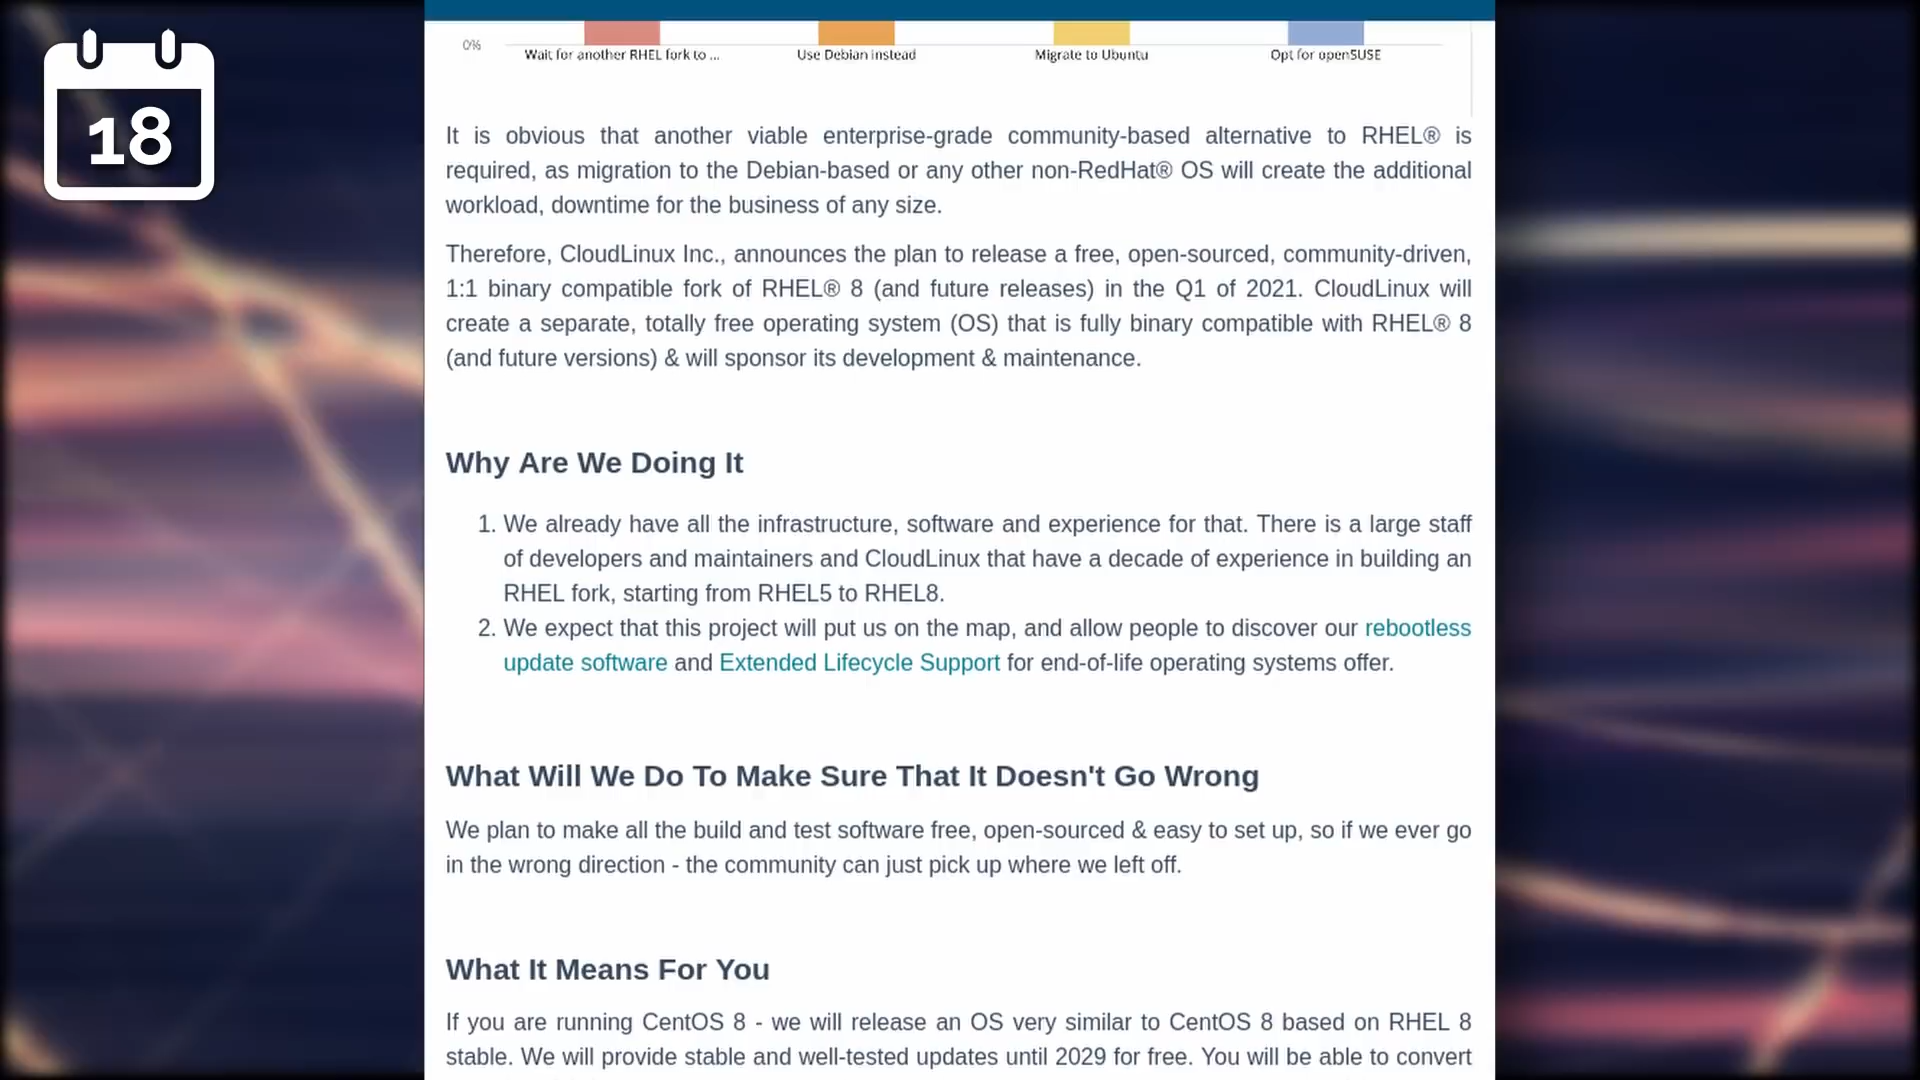 18
0%
Wait for another RHEL fork to ...
Use Debian instead
Migrate to Ubuntu
Opt for openSUSE
It is obvious that another viable enterprise-grade community-based alternative to RHEL® is
required, as migration to the Debian-based or any other non-RedHat® OS will create the additional
workload, downtime for the business of any size.
Therefore, CloudLinux Inc., announces the plan to release a free, open-sourced, community-driven,
1:1 binary compatible fork of RHEL® 8 (and future releases) in the Q1 of 2021. CloudLinux will
create a separate, totally free operating system (OS) that is fully binary compatible with RHEL® 8
(and future versions) & will sponsor its development & maintenance.
Why Are We Doing It
1. We already have all the infrastructure, software and experience for that. There is a large staff
of developers and maintainers and CloudLinux that have a decade of experience in building an
RHEL fork, starting from RHEL5 to RHEL8.
2. We expect that this project will put us on the map, and allow people to discover our rebootless
update software and Extended Lifecycle Support for end-of-life operating systems offer.
What Will We Do To Make Sure That It Doesn't Go Wrong
We plan to make all the build and test software free, open-sourced & easy to set up, so if we ever go
in the wrong direction - the community can just pick up where we left off.
What It Means For You
If you are running CentOS 8 - we will release an OS very similar to CentOS 8 based on RHEL 8
stable. We will provide stable and well-tested updates until 2029 for free. You will be able to convert